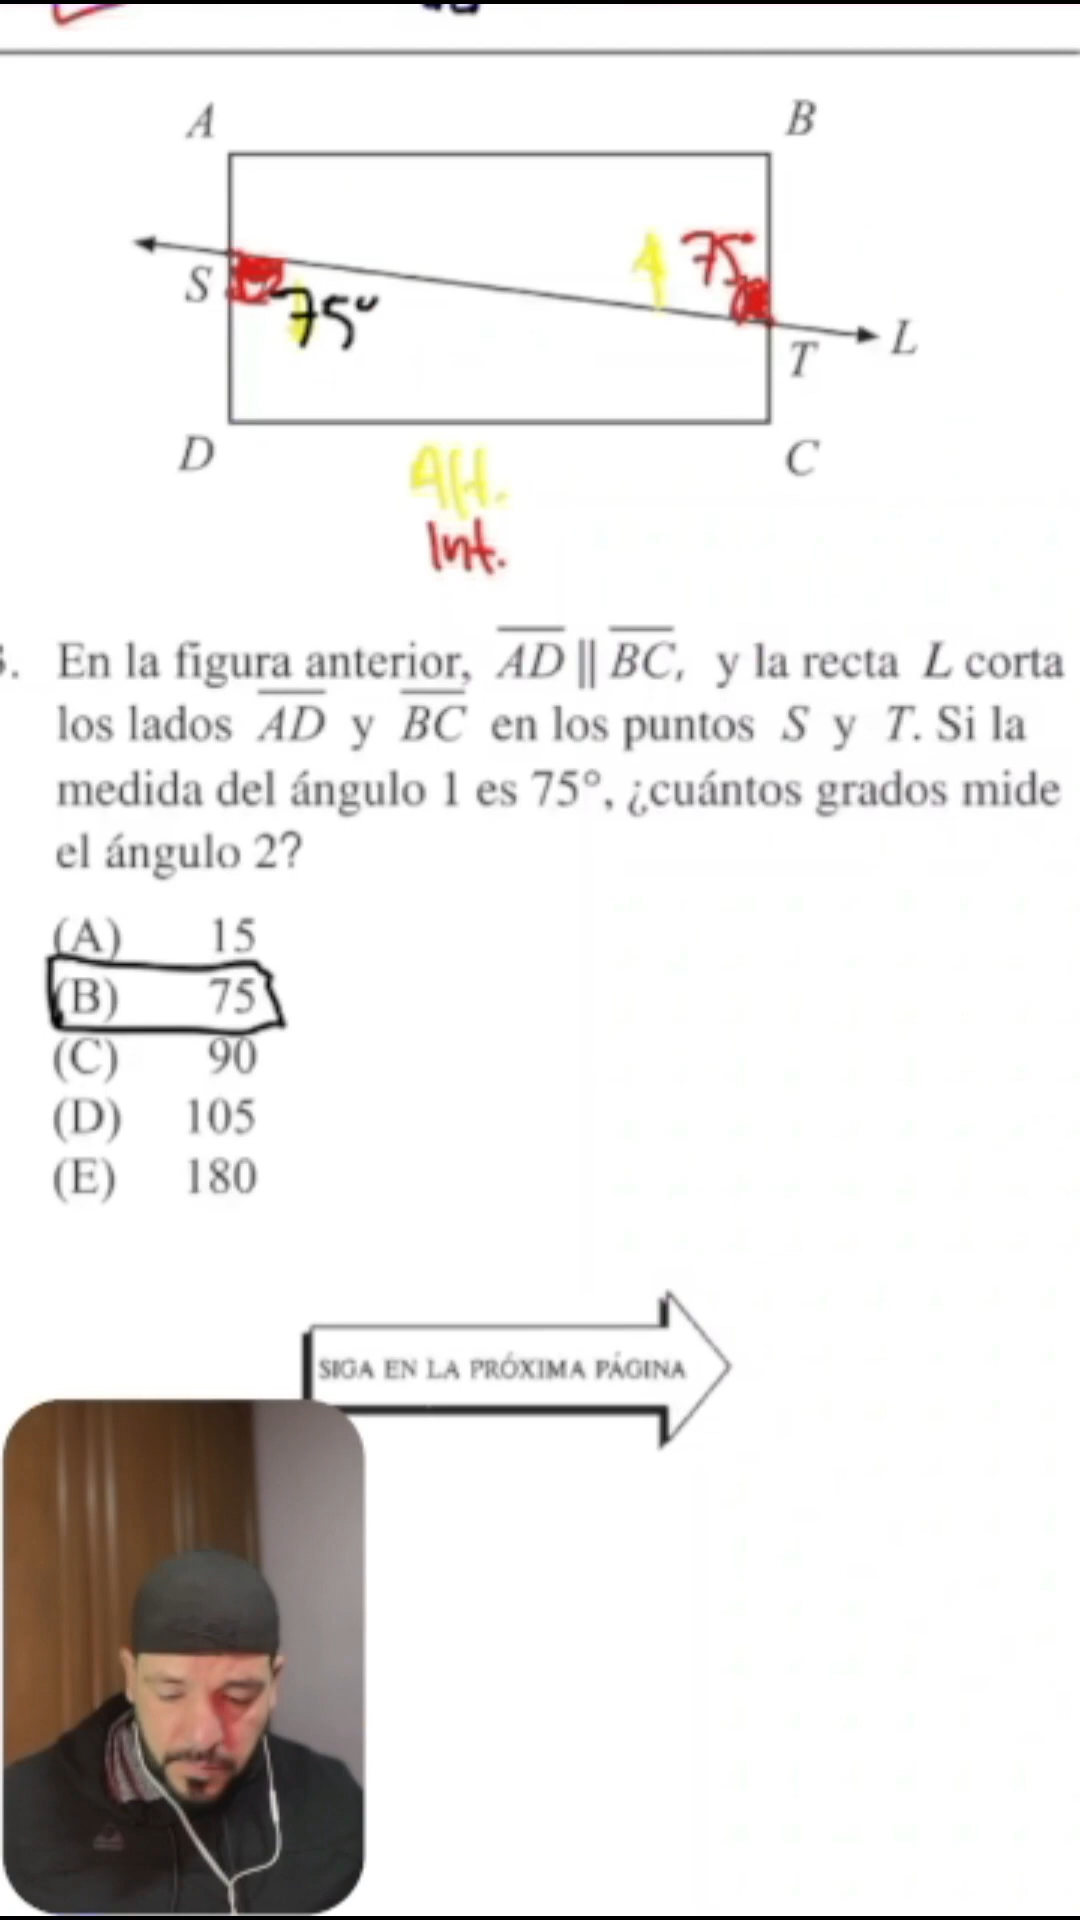 A B
S 75° 75° T L
D C
Alt.
Int.
. En la figura anterior, AD || BC, y la recta L corta
los lados AD y BC en los puntos S y T. Si la
medida del ángulo 1 es 75°, ¿cuántos grados mide
el ángulo 2?
(A) 15
(B) 75
(C) 90
(D) 105
(E) 180
SIGA EN LA PRÓXIMA PÁGINA